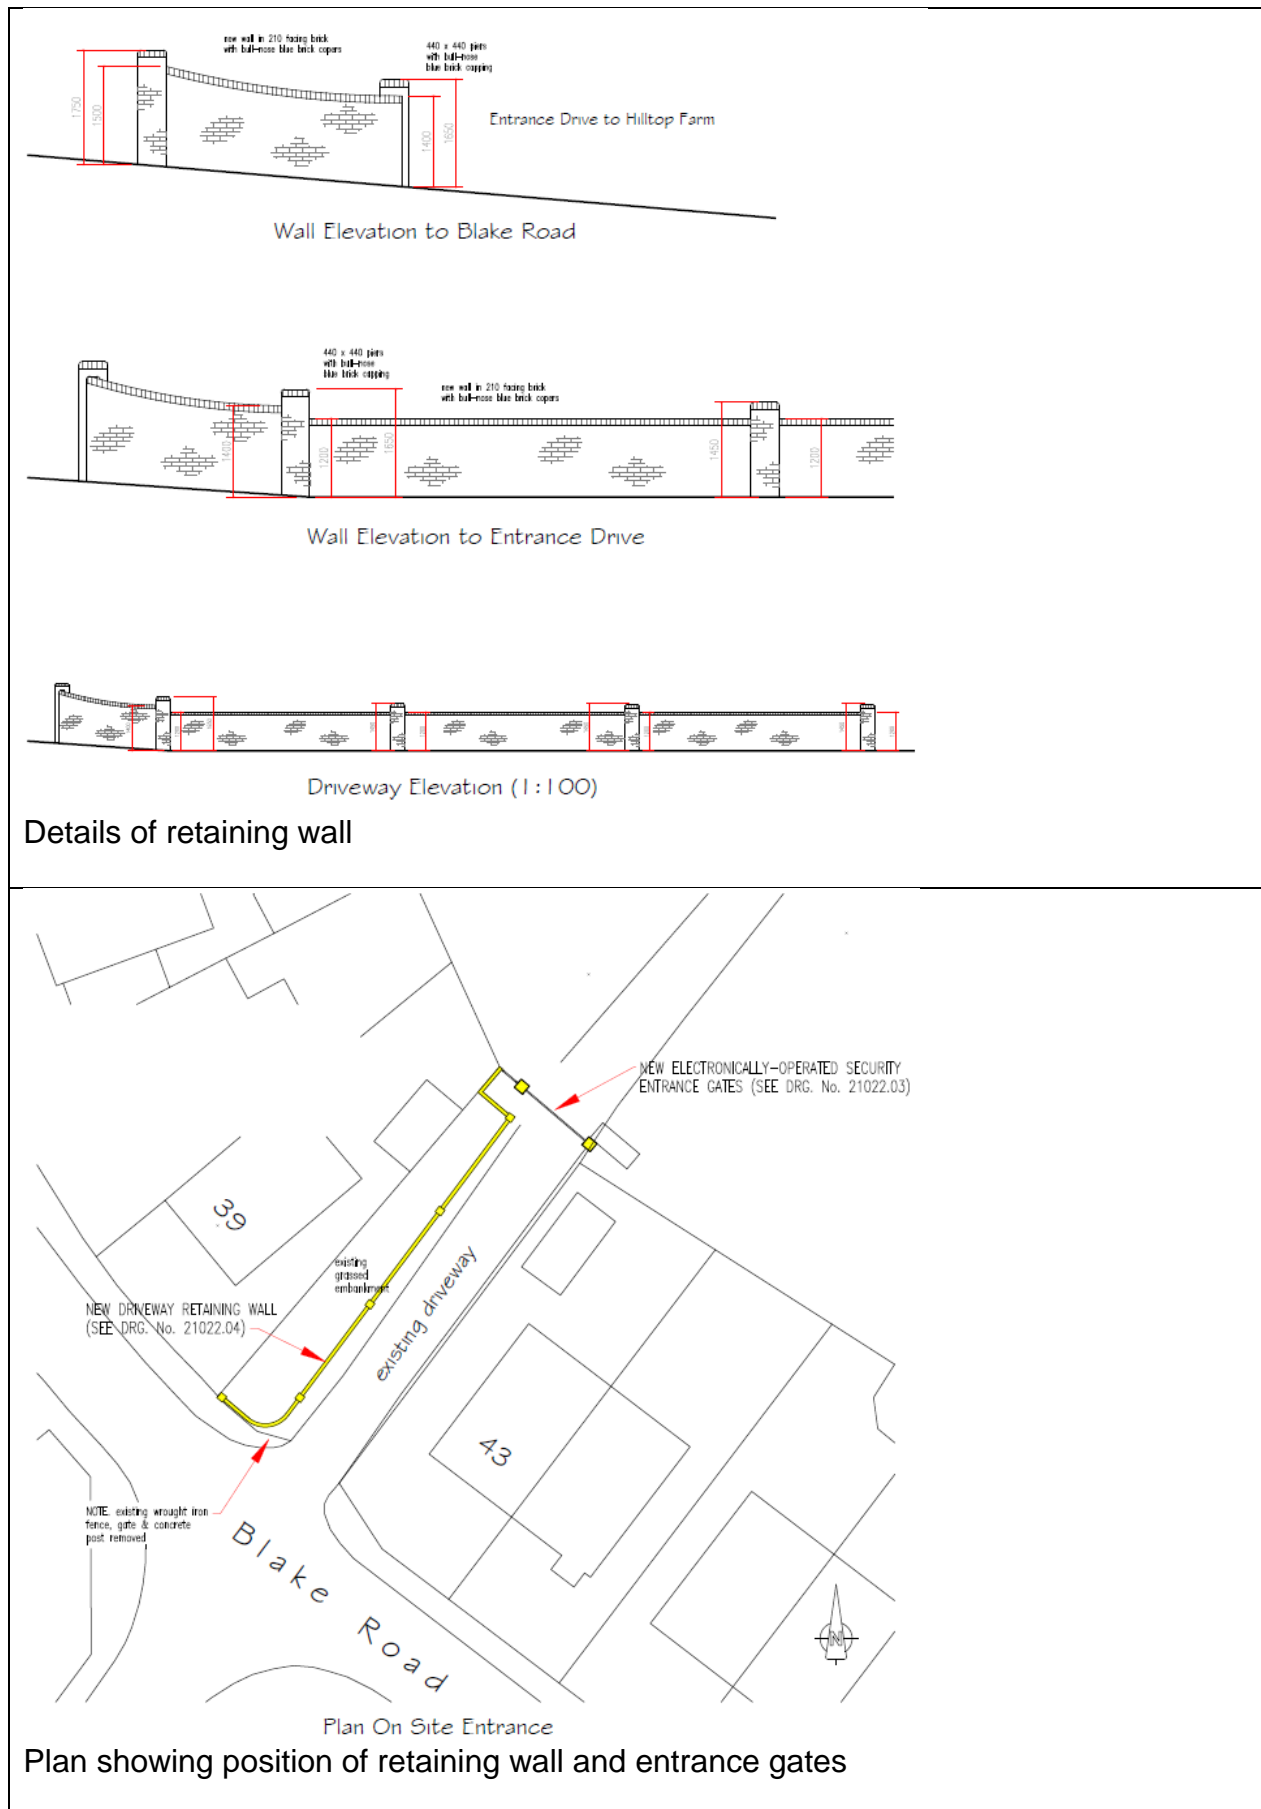 new wall in 210 facing brick
with bull-nose blue brick copers
440 x 440 piers
with bull-nose
blue brick capping
1750
1500
1400
1650
Entrance Drive to Hilltop Farm
Wall Elevation to Blake Road
440 x 440 piers
with bull-nose
blue brick capping
new wall in 210 facing brick
with bull-nose blue brick copers
1400
1200
1650
1450
1200
Wall Elevation to Entrance Drive
Driveway Elevation (1:100)
Details of retaining wall
NEW ELECTRONICALLY-OPERATED SECURITY
ENTRANCE GATES (SEE DRG. No. 21022.03)
39
existing
grassed
embankment
existing driveway
NEW DRIVEWAY RETAINING WALL
(SEE DRG. No. 21022.04)
43
NOTE. existing wrought iron
fence, gate & concrete
post removed
Blake Road
N
Plan On Site Entrance
Plan showing position of retaining wall and entrance gates